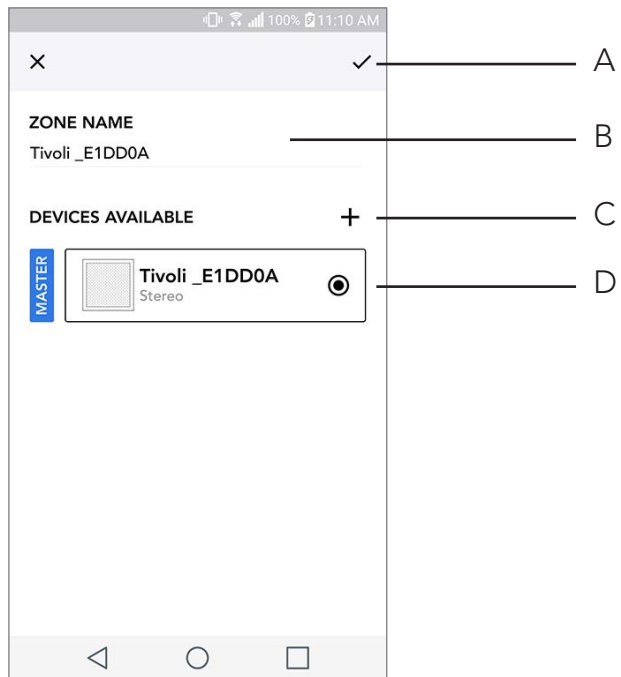 100% 11:10 AM
A
ZONE NAME
B
Tivoli _E1DD0A
DEVICES AVAILABLE
C
MASTER
Tivoli _E1DD0A
D
Stereo